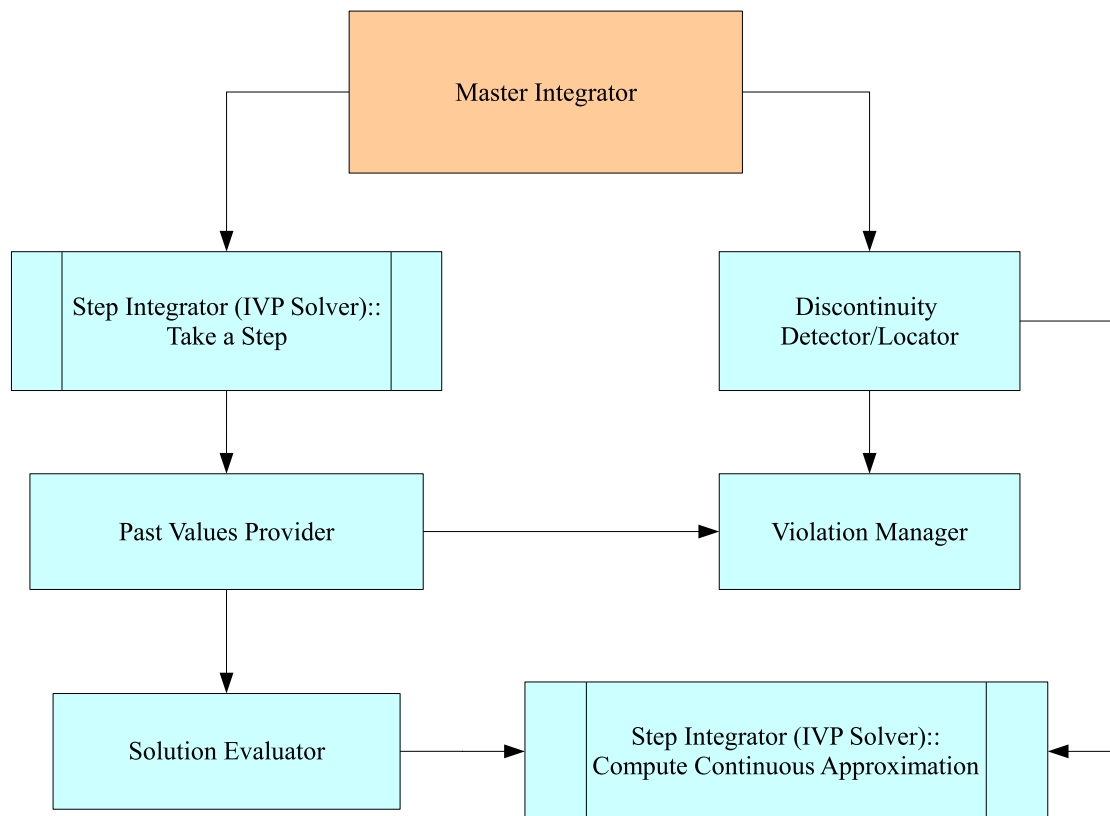 Master Integrator
Step Integrator (IVP Solver)::
Take a Step
Discontinuity
Detector/Locator
Past Values Provider
Violation Manager
Solution Evaluator
Step Integrator (IVP Solver)::
Compute Continuous Approximation